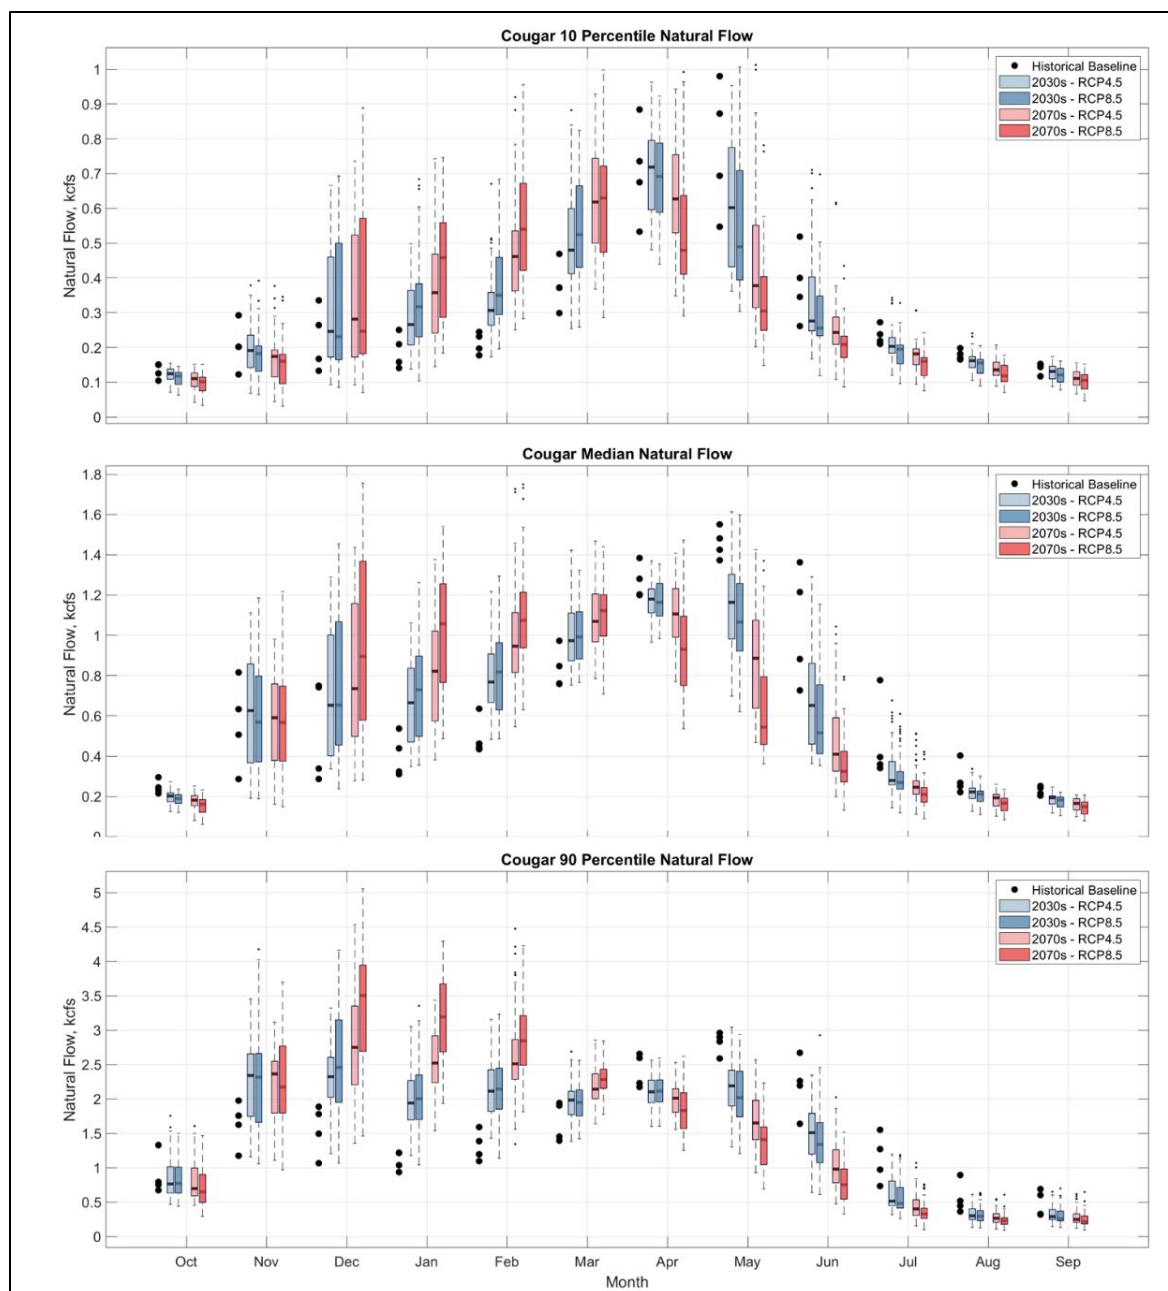 Cougar 10 Percentile Natural Flow
Natural Flow, kcfs
1
0.9
0.8
0.7
0.6
0.5
0.4
0.3
0.2
0.1
0
Historical Baseline
2030s - RCP4.5
2030s - RCP8.5
2070s - RCP4.5
2070s - RCP8.5
Cougar Median Natural Flow
Natural Flow, kcfs
1.8
1.6
1.4
1.2
1
0.8
0.6
0.4
0.2
0
Historical Baseline
2030s - RCP4.5
2030s - RCP8.5
2070s - RCP4.5
2070s - RCP8.5
Cougar 90 Percentile Natural Flow
Natural Flow, kcfs
5
4.5
4
3.5
3
2.5
2
1.5
1
0.5
0
Historical Baseline
2030s - RCP4.5
2030s - RCP8.5
2070s - RCP4.5
2070s - RCP8.5
Oct Nov Dec Jan Feb Mar Apr May Jun Jul Aug Sep
Month